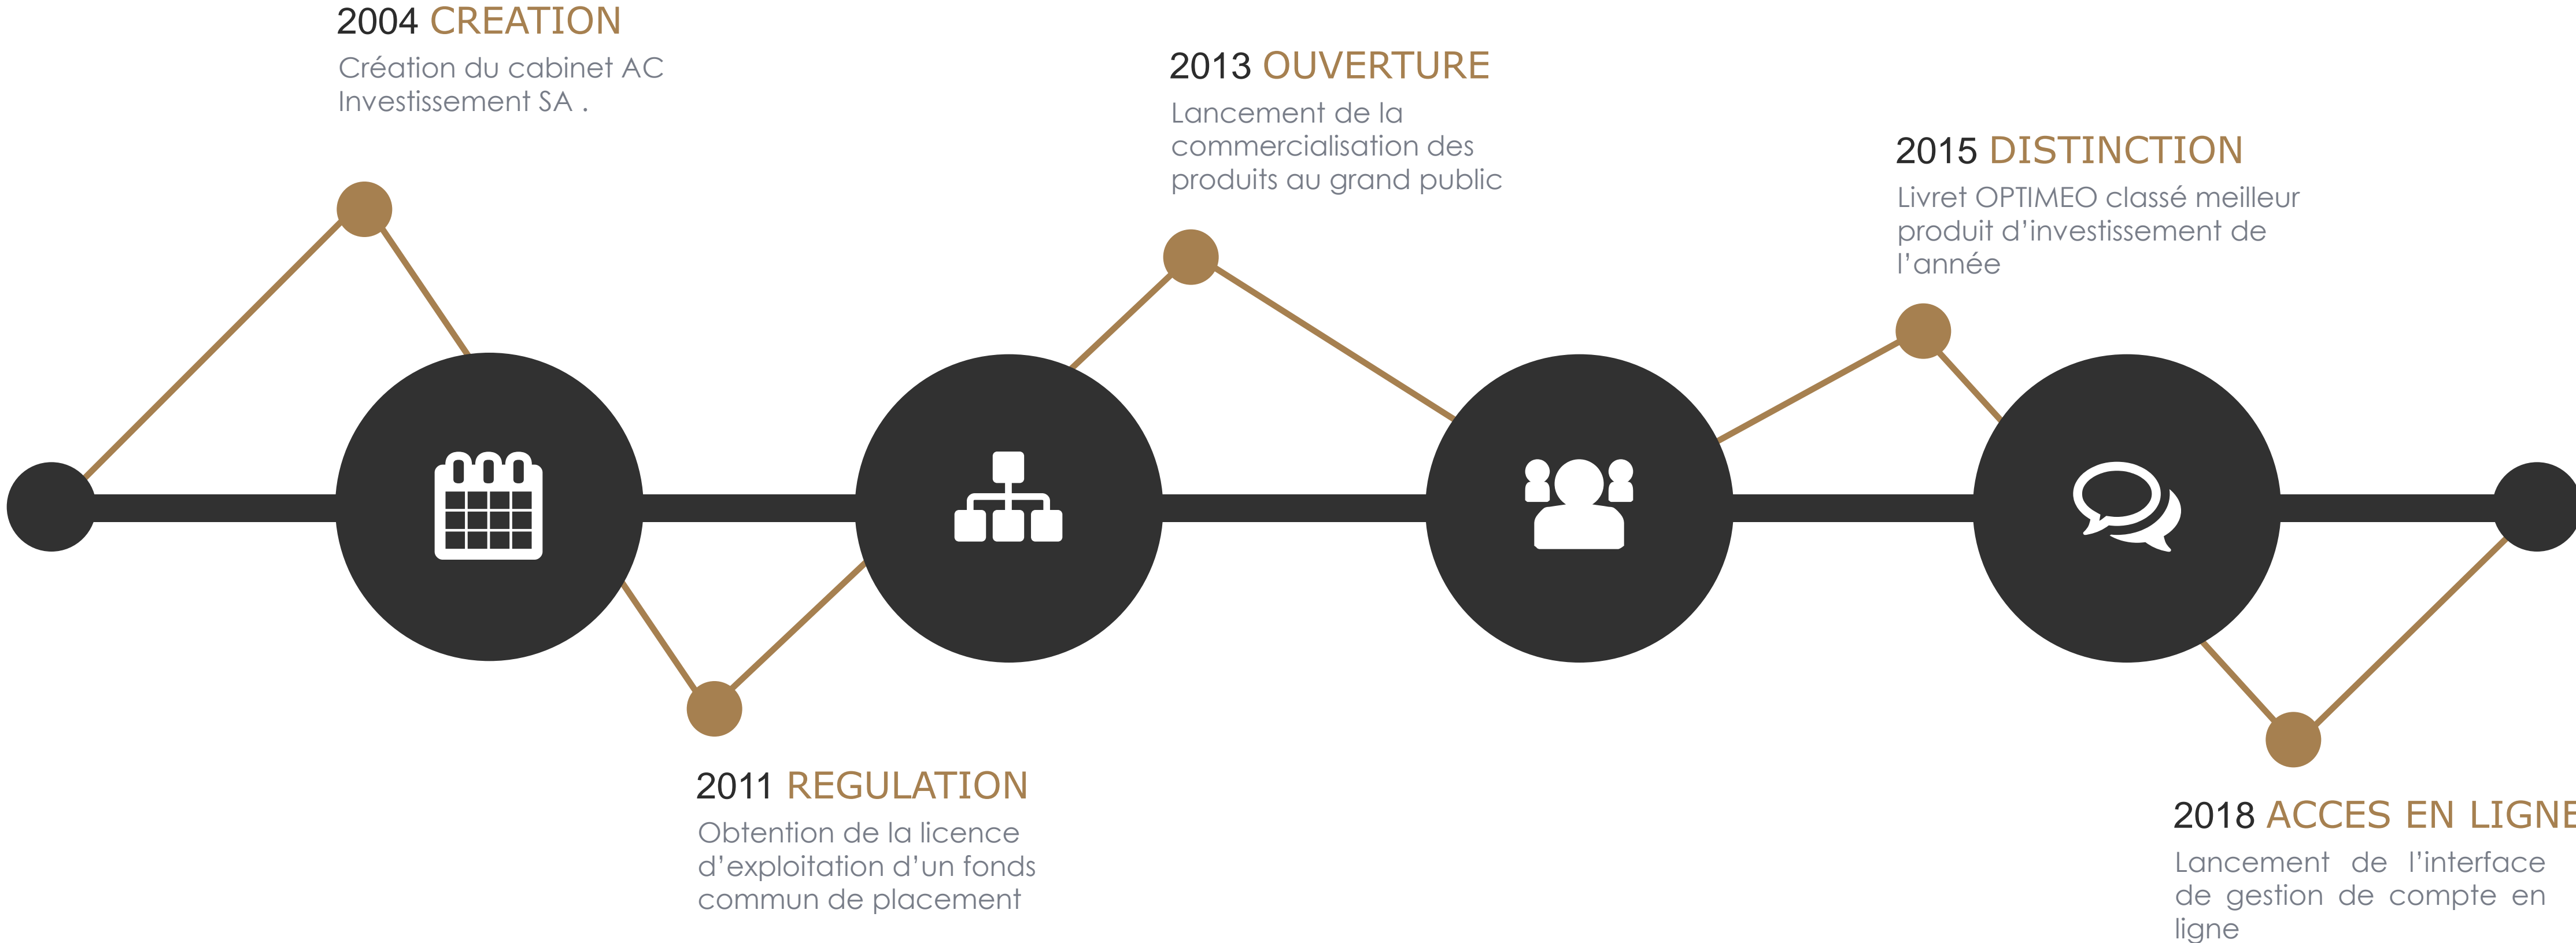 2004 CREATION
Création du cabinet AC
Investissement SA .
2011 REGULATION
Obtention de la licence
d’exploitation d’un fonds
commun de placement
2013 OUVERTURE
Lancement de la
commercialisation des
produits au grand public
2015 DISTINCTION
Livret OPTIMEO classé meilleur
produit d’investissement de
l’année
2018 ACCES EN LIGNE
Lancement de l’interface
de gestion de compte en
ligne